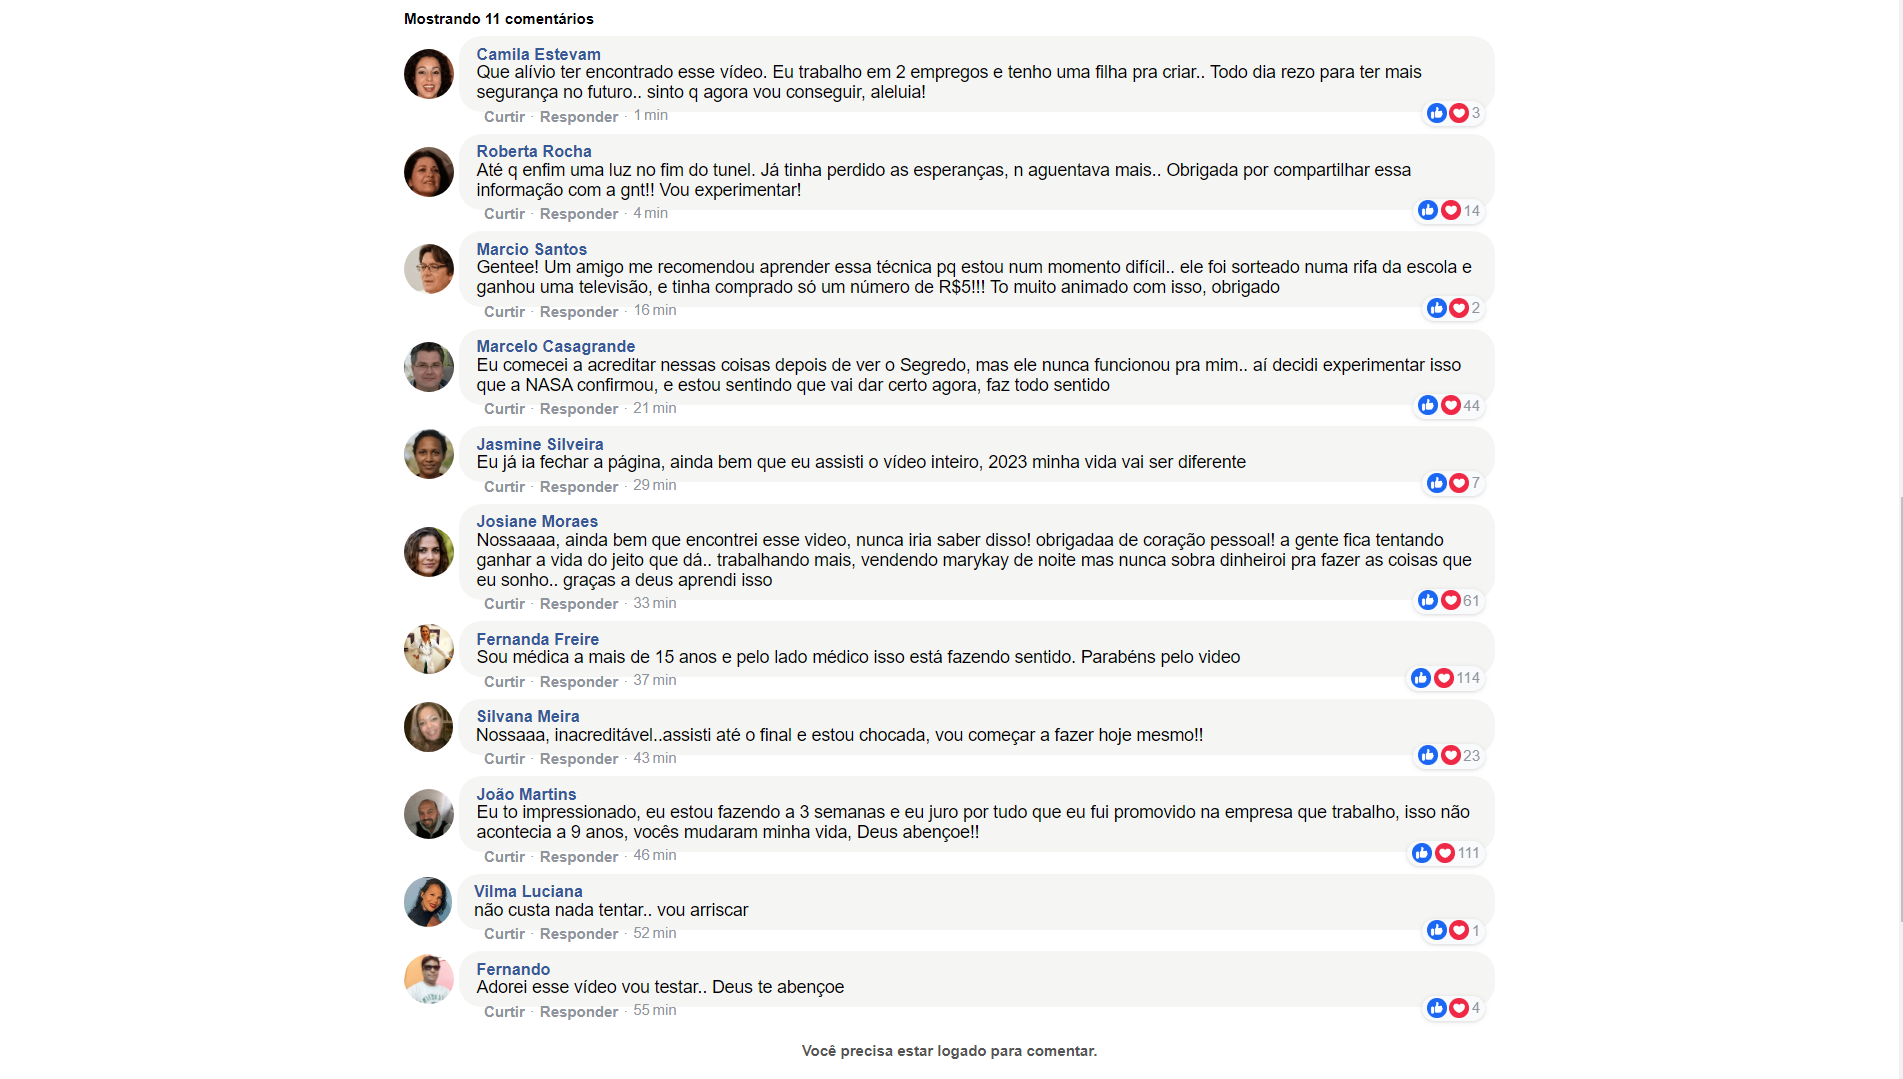 Mostrando 11 comentários
Camila Estevam
Que alívio ter encontrado esse vídeo. Eu trabalho em 2 empregos e tenho uma filha pra criar.. Todo dia rezo para ter mais
segurança no futuro.. sinto q agora vou conseguir, aleluia!
Curtir · Responder · 1 min
3
Roberta Rocha
Até q enfim uma luz no fim do tunel. Já tinha perdido as esperanças, n aguentava mais.. Obrigada por compartilhar essa
informação com a gnt!! Vou experimentar!
Curtir · Responder · 4 min
14
Marcio Santos
Gentee! Um amigo me recomendou aprender essa técnica pq estou num momento difícil.. ele foi sorteado numa rifa da escola e
ganhou uma televisão, e tinha comprado só um número de R$5!!! To muito animado com isso, obrigado
Curtir · Responder · 16 min
2
Marcelo Casagrande
Eu comecei a acreditar nessas coisas depois de ver o Segredo, mas ele nunca funcionou pra mim.. aí decidi experimentar isso
que a NASA confirmou, e estou sentindo que vai dar certo agora, faz todo sentido
Curtir · Responder · 21 min
44
Jasmine Silveira
Eu já ia fechar a página, ainda bem que eu assisti o vídeo inteiro, 2023 minha vida vai ser diferente
Curtir · Responder · 29 min
7
Josiane Moraes
Nossaaaa, ainda bem que encontrei esse video, nunca iria saber disso! obrigadaa de coração pessoal! a gente fica tentando
ganhar a vida do jeito que dá.. trabalhando mais, vendendo marykay de noite mas nunca sobra dinheiroi pra fazer as coisas que
eu sonho.. graças a deus aprendi isso
Curtir · Responder · 33 min
61
Fernanda Freire
Sou médica a mais de 15 anos e pelo lado médico isso está fazendo sentido. Parabéns pelo video
Curtir · Responder · 37 min
114
Silvana Meira
Nossaaa, inacreditável..assisti até o final e estou chocada, vou começar a fazer hoje mesmo!!
Curtir · Responder · 43 min
23
João Martins
Eu to impressionado, eu estou fazendo a 3 semanas e eu juro por tudo que eu fui promovido na empresa que trabalho, isso não
acontecia a 9 anos, vocês mudaram minha vida, Deus abençoe!!
Curtir · Responder · 46 min
111
Vilma Luciana
não custa nada tentar.. vou arriscar
Curtir · Responder · 52 min
1
Fernando
Adorei esse vídeo vou testar.. Deus te abençoe
Curtir · Responder · 55 min
4
Você precisa estar logado para comentar.